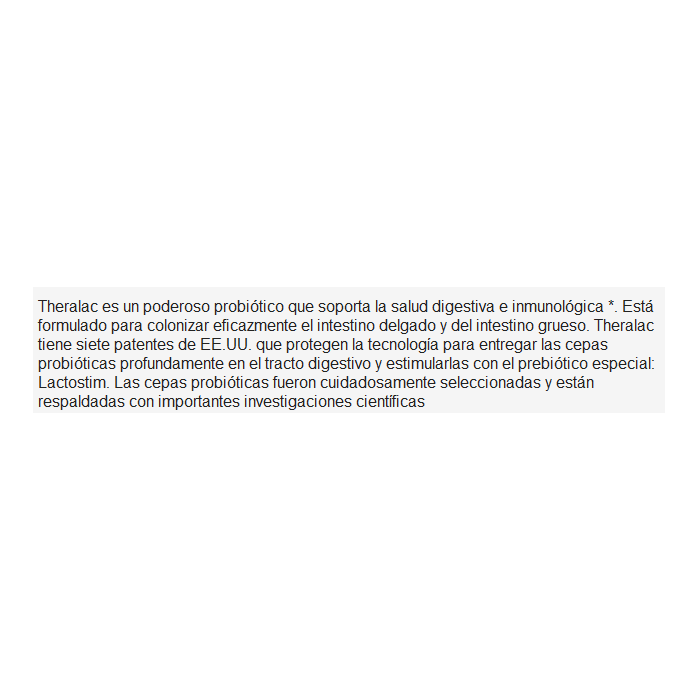 Theralac es un poderoso probiótico que soporta la salud digestiva e inmunológica *. Está
formulado para colonizar eficazmente el intestino delgado y del intestino grueso. Theralac
tiene siete patentes de EE.UU. que protegen la tecnología para entregar las cepas
probióticas profundamente en el tracto digestivo y estimularlas con el prebiótico especial:
Lactostim. Las cepas probióticas fueron cuidadosamente seleccionadas y están
respaldadas con importantes investigaciones científicas